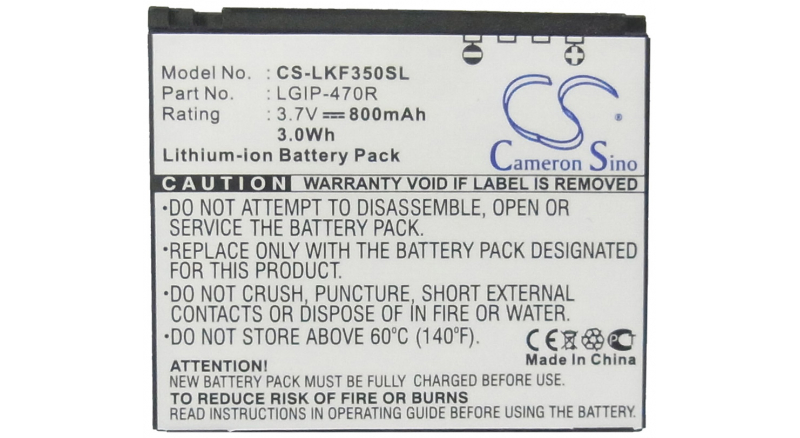 Model No.: CS-LKF350SL
Part No.: LGIP-470R
Rating : 3.7V 800mAh
3.0Wh
Lithium-ion Battery Pack
CS
Cameron Sino
CAUTION WARRANTY VOID IF LABEL IS REMOVED
•DO NOT ATTEMPT TO DISASSEMBLE, OPEN
OR SERVICE THE BATTERY PACK.
•REPLACE ONLY WITH THE BATTERY PACK DESIGNATED
FOR THIS PRODUCT.
•DO NOT CRUSH, PUNCTURE, SHORT EXTERNAL
CONTACTS OR DISPOSE OF IN FIRE.
•DO NOT STORE ABOVE 60°C (140°F).
CE
Made In China
ATTENTION!
NEW BATTERY PACK MUST BE FULLY CHARGED BEFORE USE.
TO REDUCE RISK OF FIRE OR BURNS
READ INSTRUCTIONS IN OPERATING GUIDE BEFORE USING BATTERY.